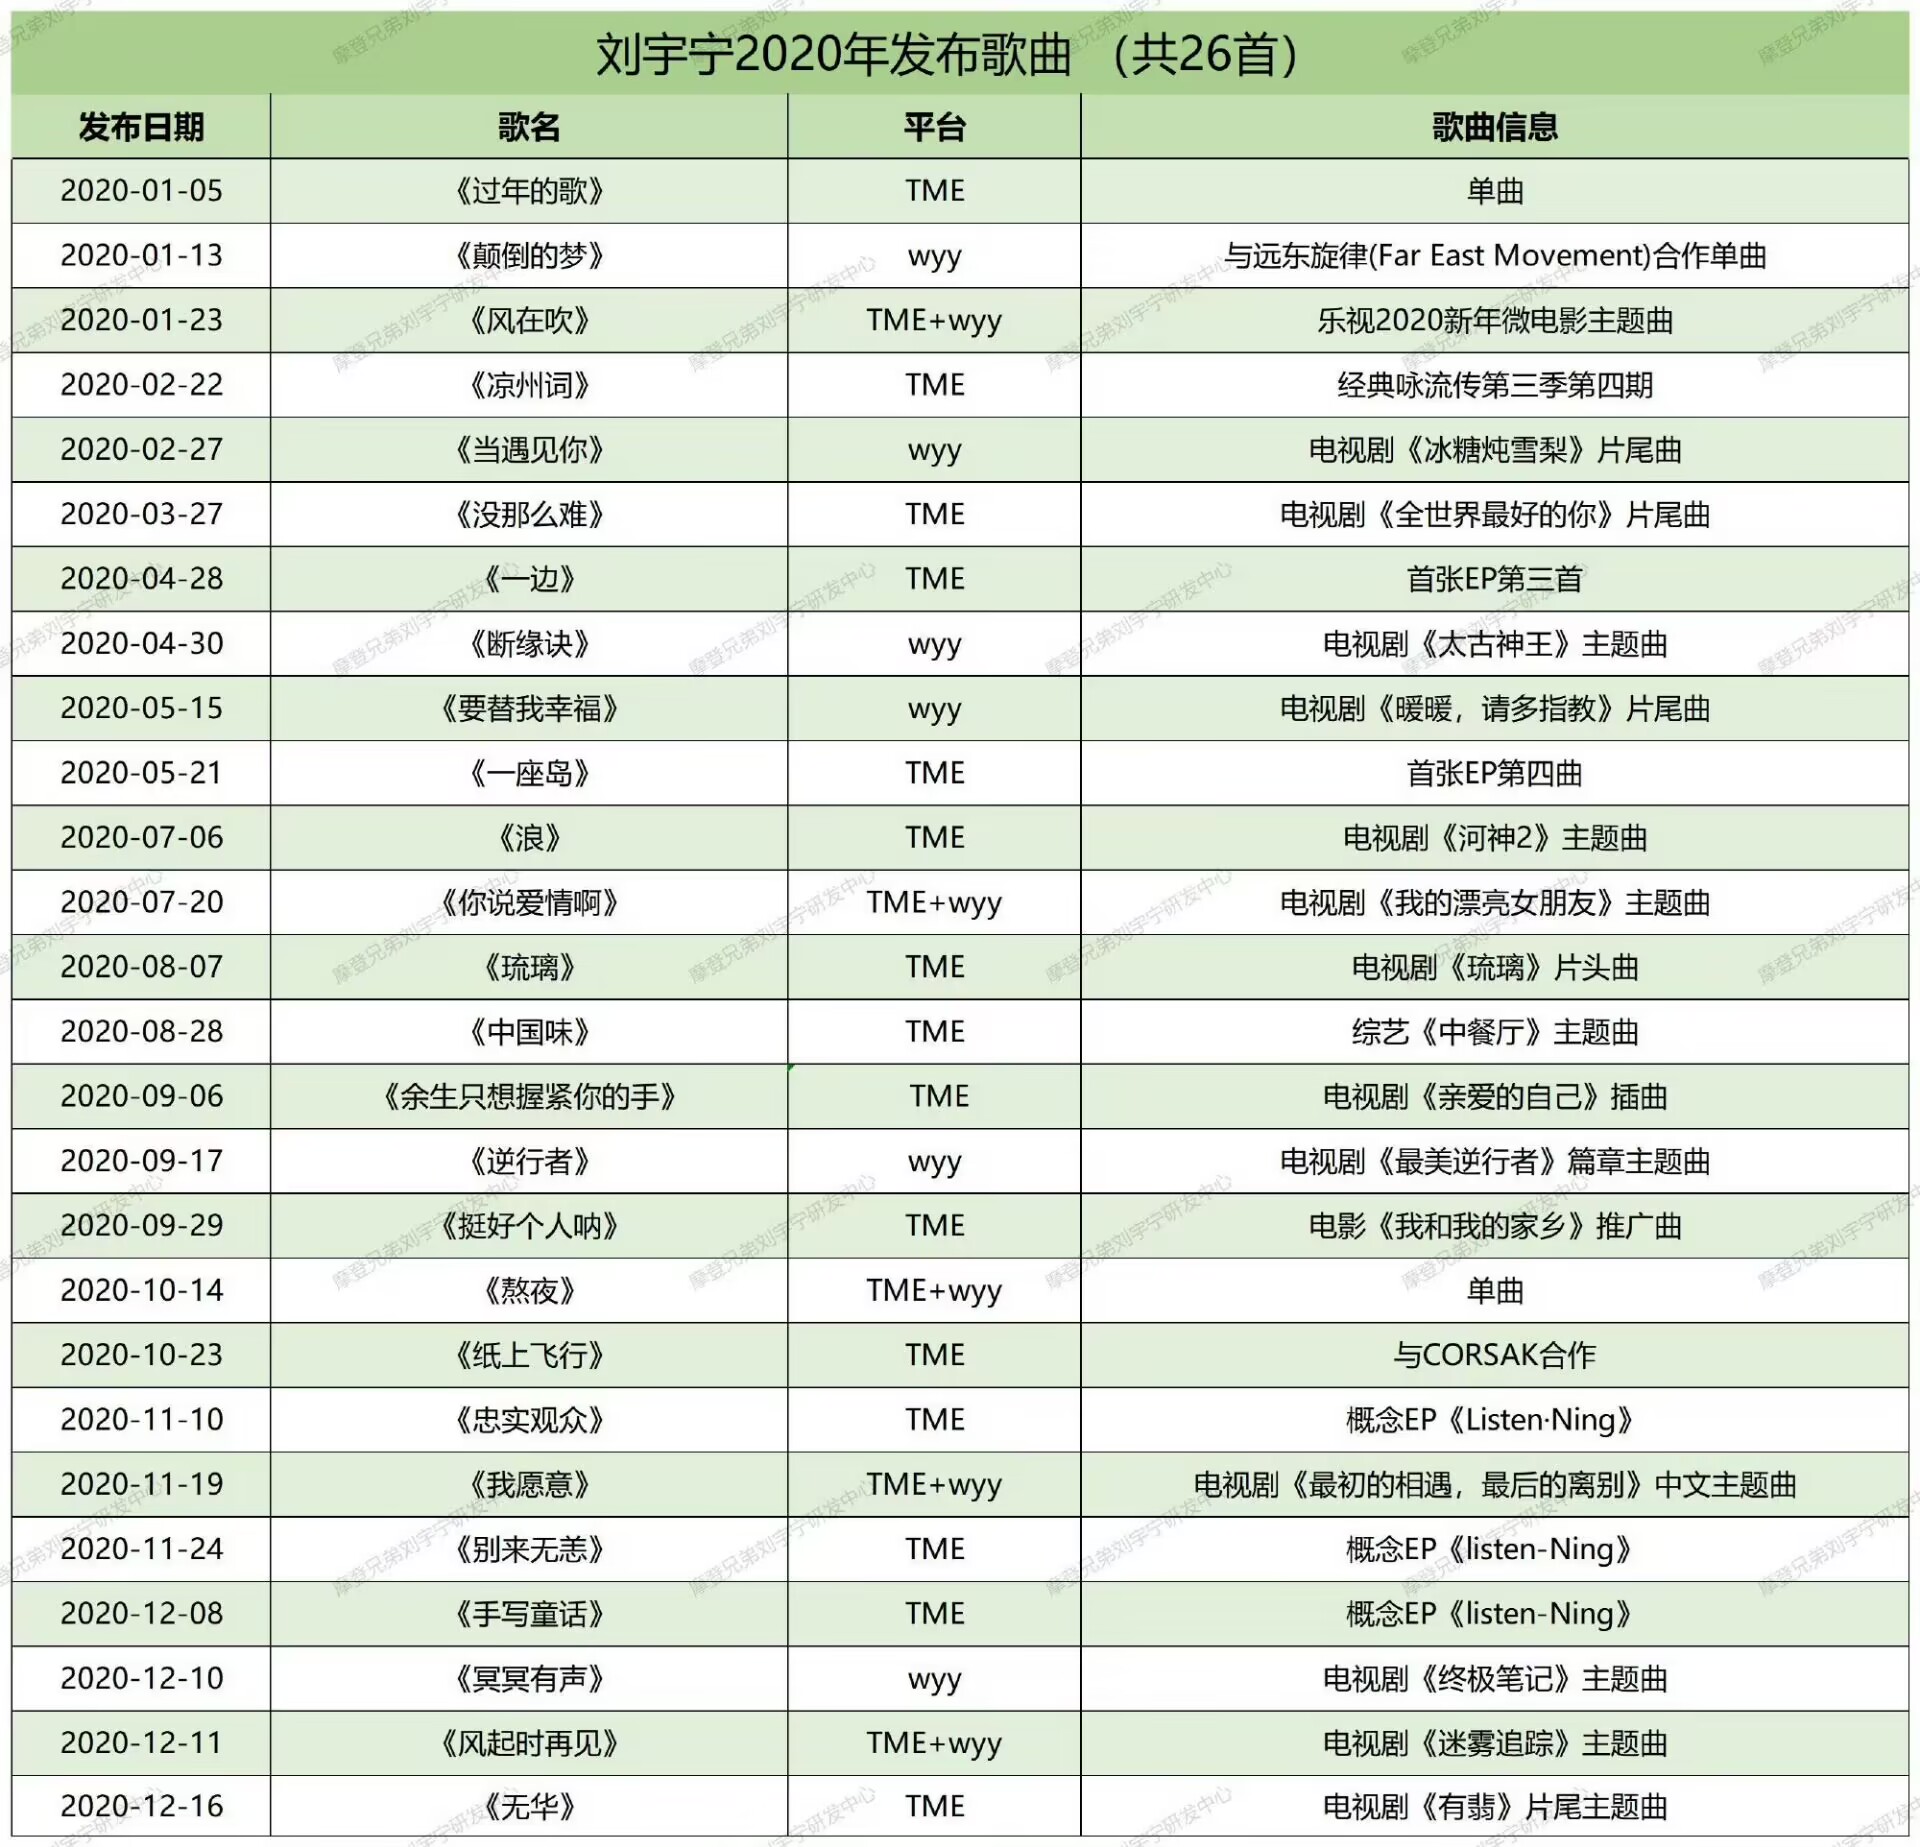 刘宇宁2020年发布歌曲 （共26首）
发布日期 歌名 平台 歌曲信息
2020-01-05 《过年的歌》 TME 单曲
2020-01-13 《颠倒的梦》 wyy 与远东旋律(Far East Movement)合作单曲
2020-01-23 《风在吹》 TME+wyy 乐视2020新年微电影主题曲
2020-02-22 《凉州词》 TME 经典咏流传第三季第四期
2020-02-27 《当遇见你》 wyy 电视剧《冰糖炖雪梨》片尾曲
2020-03-27 《没那么难》 TME 电视剧《全世界最好的你》片尾曲
2020-04-28 《一边》 TME 首张EP第三首
2020-04-30 《断缘诀》 wyy 电视剧《太古神王》主题曲
2020-05-15 《要替我幸福》 wyy 电视剧《暖暖，请多指教》片尾曲
2020-05-21 《一座岛》 TME 首张EP第四曲
2020-07-06 《浪》 TME 电视剧《河神2》主题曲
2020-07-20 《你说爱情啊》 TME+wyy 电视剧《我的漂亮女朋友》主题曲
2020-08-07 《琉璃》 TME 电视剧《琉璃》片头曲
2020-08-28 《中国味》 TME 综艺《中餐厅》主题曲
2020-09-06 《余生只想握紧你的手》 TME 电视剧《亲爱的自己》插曲
2020-09-17 《逆行者》 wyy 电视剧《最美逆行者》篇章主题曲
2020-09-29 《挺好个人呐》 TME 电影《我和我的家乡》推广曲
2020-10-14 《熬夜》 TME+wyy 单曲
2020-10-23 《纸上飞行》 TME 与CORSAK合作
2020-11-10 《忠实观众》 TME 概念EP《Listen·Ning》
2020-11-19 《我愿意》 TME+wyy 电视剧《最初的相遇，最后的离别》中文主题曲
2020-11-24 《别来无恙》 TME 概念EP《listen-Ning》
2020-12-08 《手写童话》 TME 概念EP《listen-Ning》
2020-12-10 《冥冥有声》 wyy 电视剧《终极笔记》主题曲
2020-12-11 《风起时再见》 TME+wyy 电视剧《迷雾追踪》主题曲
2020-12-16 《无华》 TME 电视剧《有翡》片尾主题曲
摩登兄弟刘宇宁研发中心